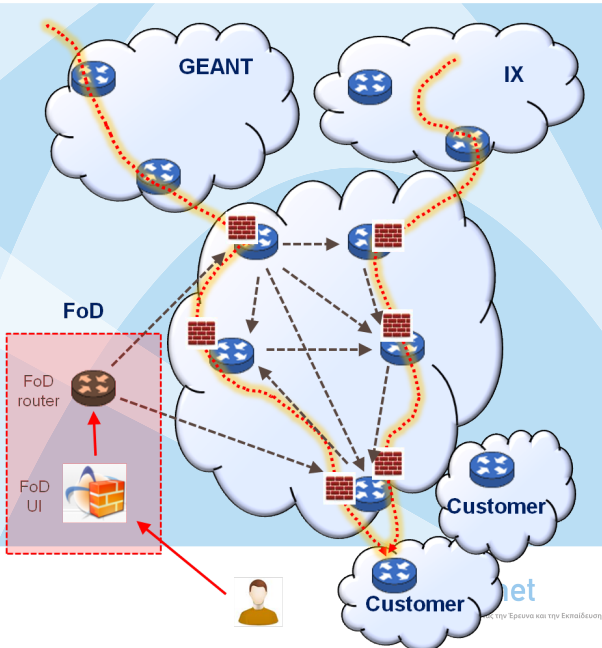 GEANT
IX
FoD
FoD
router
FoD
UI
Customer
Customer
net
την Έρευνα και την Εκπαίδευση